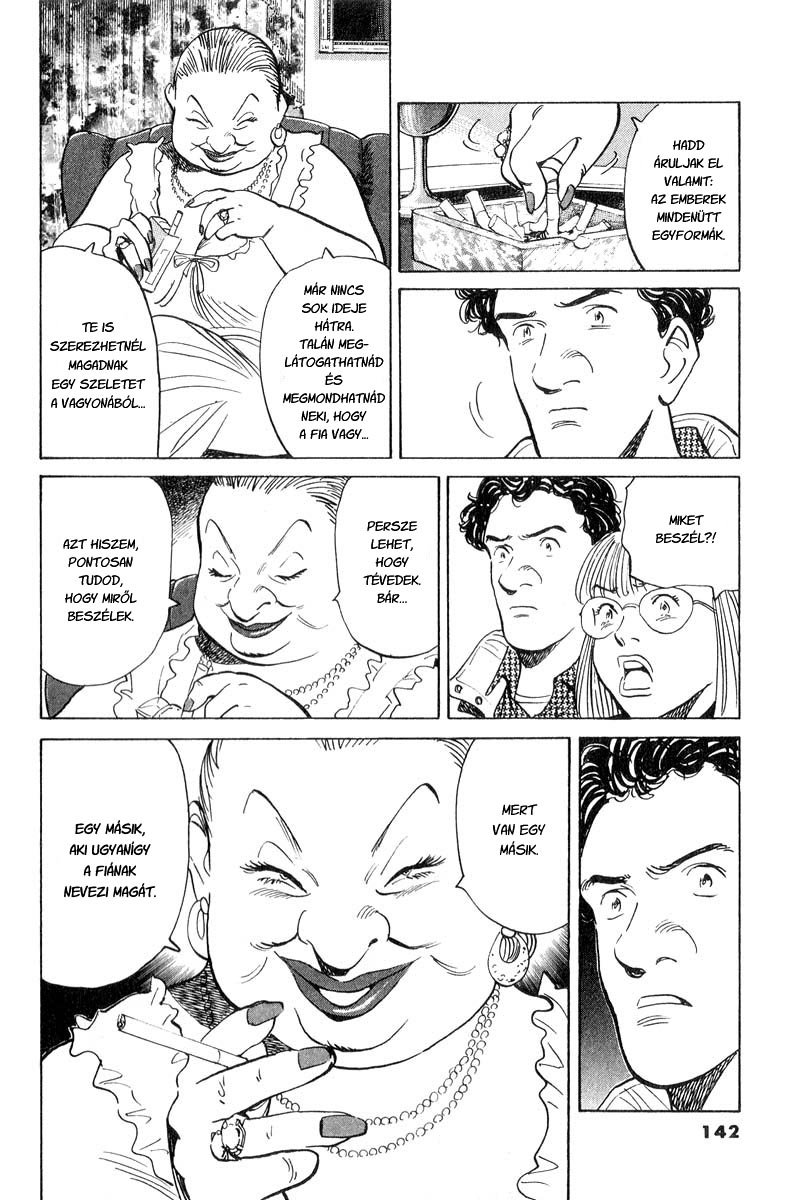 HADD
ÁRULJAK EL
VALAMIT:
AZ EMBEREK
MINDENÜTT
EGYFORMÁK.
MÁR NINCS
SOK IDEJE
HÁTRA.
TALÁN MEG-
LÁTOGATHATNÁD
ÉS
MEGMONDHATNÁD
NEKI, HOGY
A FIA VAGY...
TE IS
SZEREZHETNÉL
MAGADNAK
EGY SZELETET
A VAGYONÁBÓL...
MIKET
BESZÉL?!
PERSZE
LEHET,
HOGY
TÉVEDEK.
BÁR...
AZT HISZEM,
PONTOSAN
TUDOD,
HOGY MIRŐL
BESZÉLEK.
MERT
VAN EGY
MÁSIK.
EGY MÁSIK,
AKI UGYANÍGY
A FIÁNAK
NEVEZI MAGÁT.
142